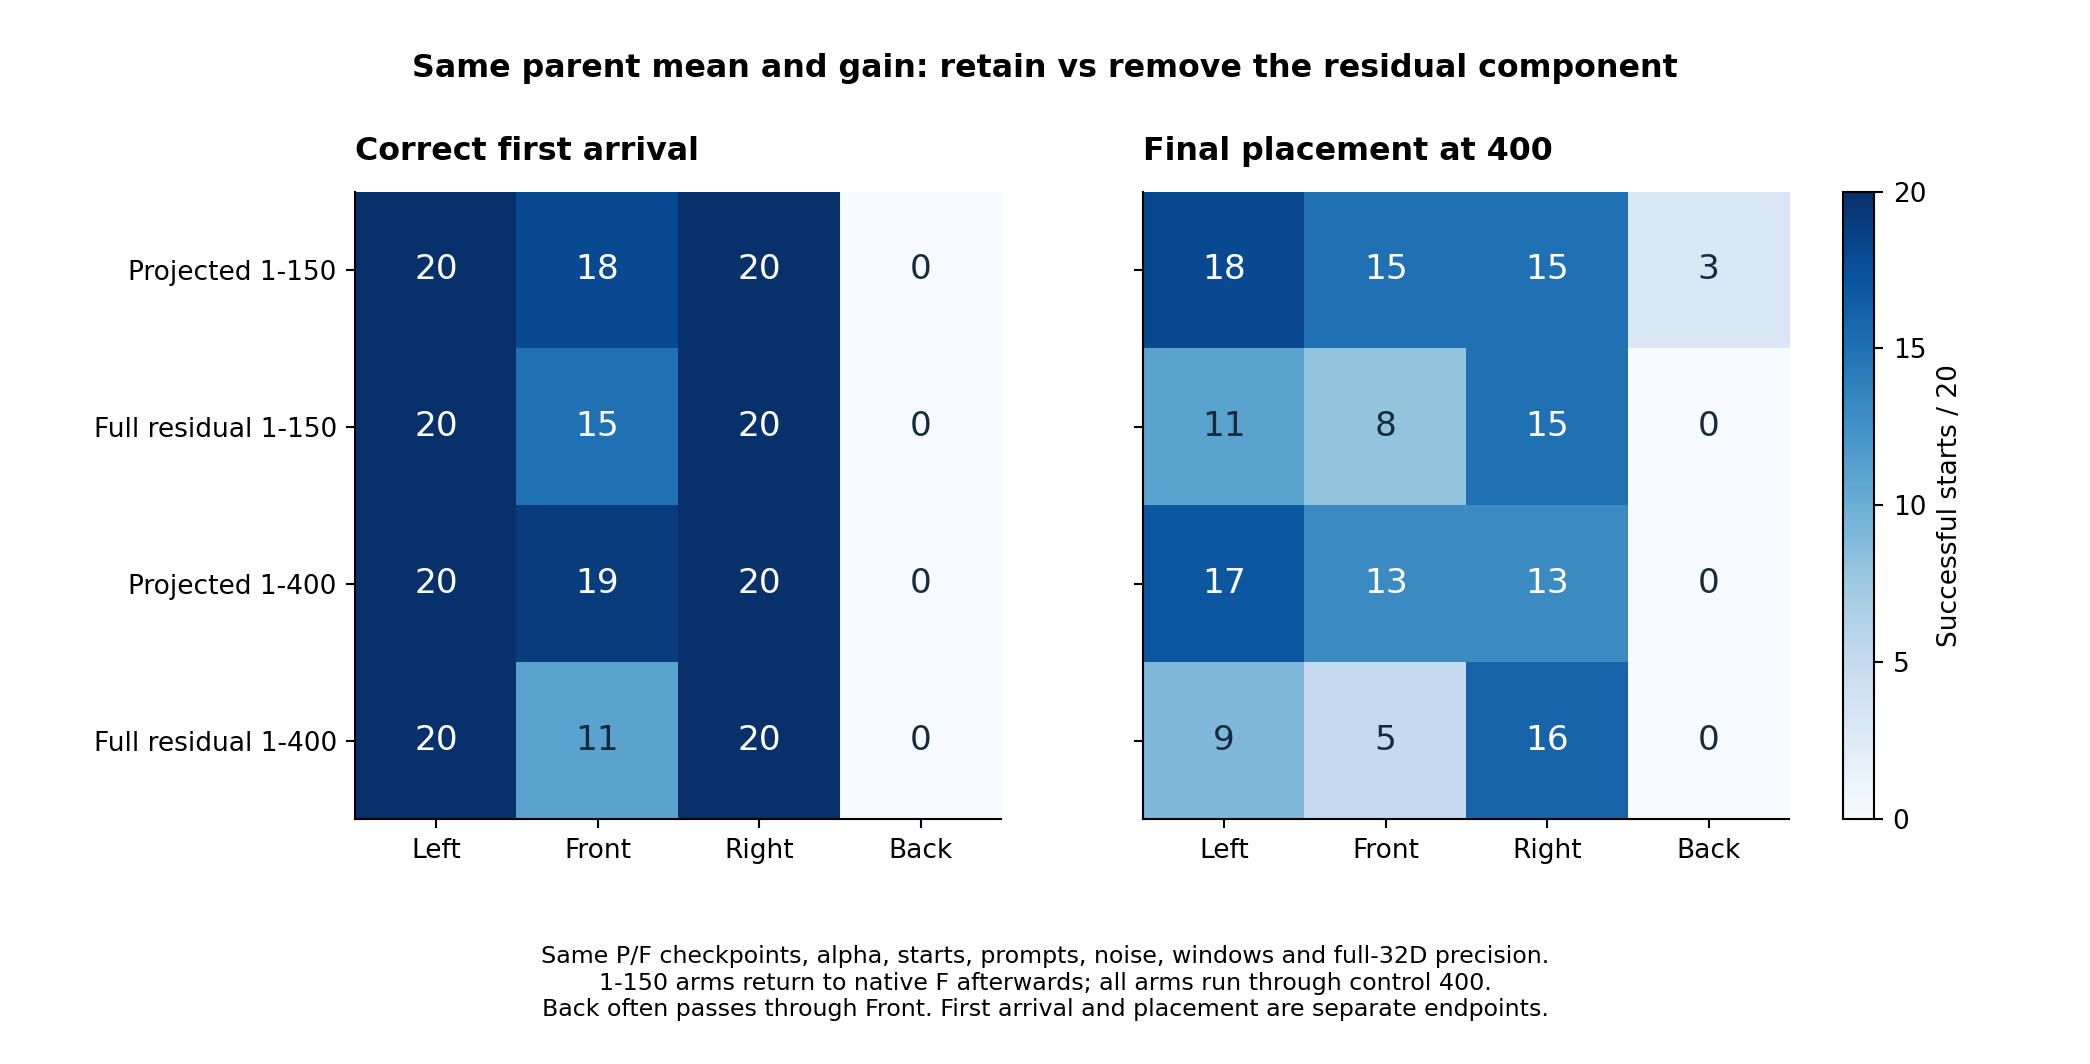 Same parent mean and gain: retain vs remove the residual component
Correct first arrival
Final placement at 400
Projected 1-150
20 18 20 0
18 15 15 3
Full residual 1-150
20 15 20 0
11 8 15 0
Projected 1-400
20 19 20 0
17 13 13 0
Full residual 1-400
20 11 20 0
9 5 16 0
Left Front Right Back
Left Front Right Back
20
15
10
5
0
Successful starts / 20
Same P/F checkpoints, alpha, starts, prompts, noise, windows and full-32D precision.
1-150 arms return to native F afterwards; all arms run through control 400.
Back often passes through Front. First arrival and placement are separate endpoints.